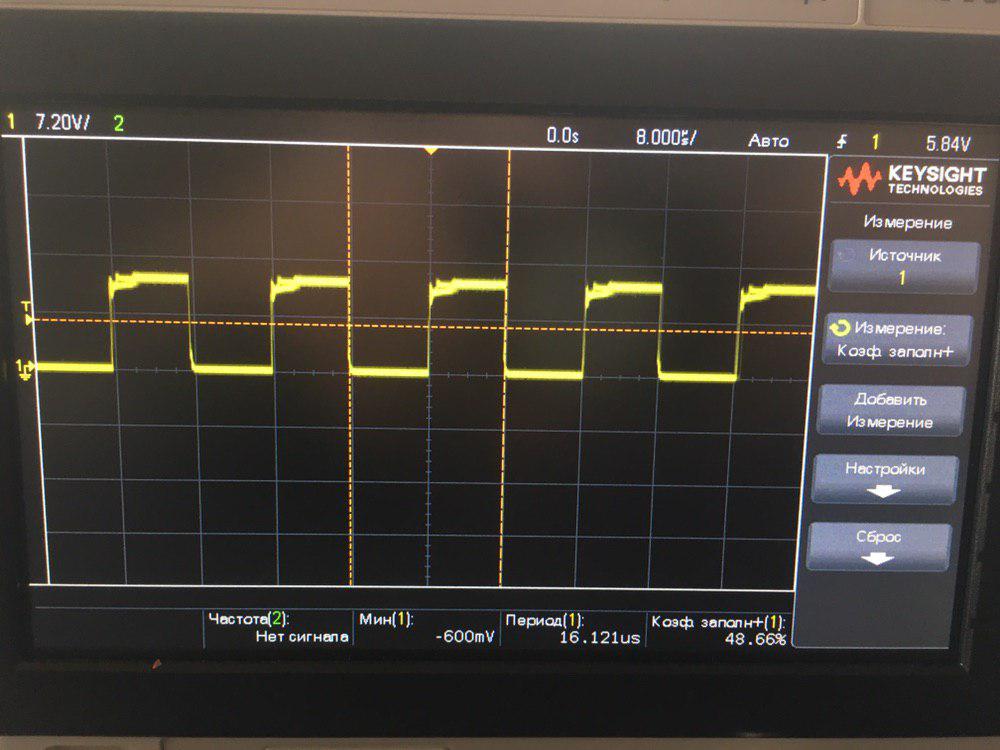 1 7.20V/ 2 0.0s 8.000µs/ Авто 1 5.84V
KEYSIGHT
TECHNOLOGIES
Измерение
Источник
1
Измерение:
Коэф. заполн+
Добавить
Измерение
Настройки
Сброс
T
1
Частота(2):
Нет сигнала
Мин(1):
-600mV
Период(1):
16.121us
Коэф. заполн+(1):
48.66%